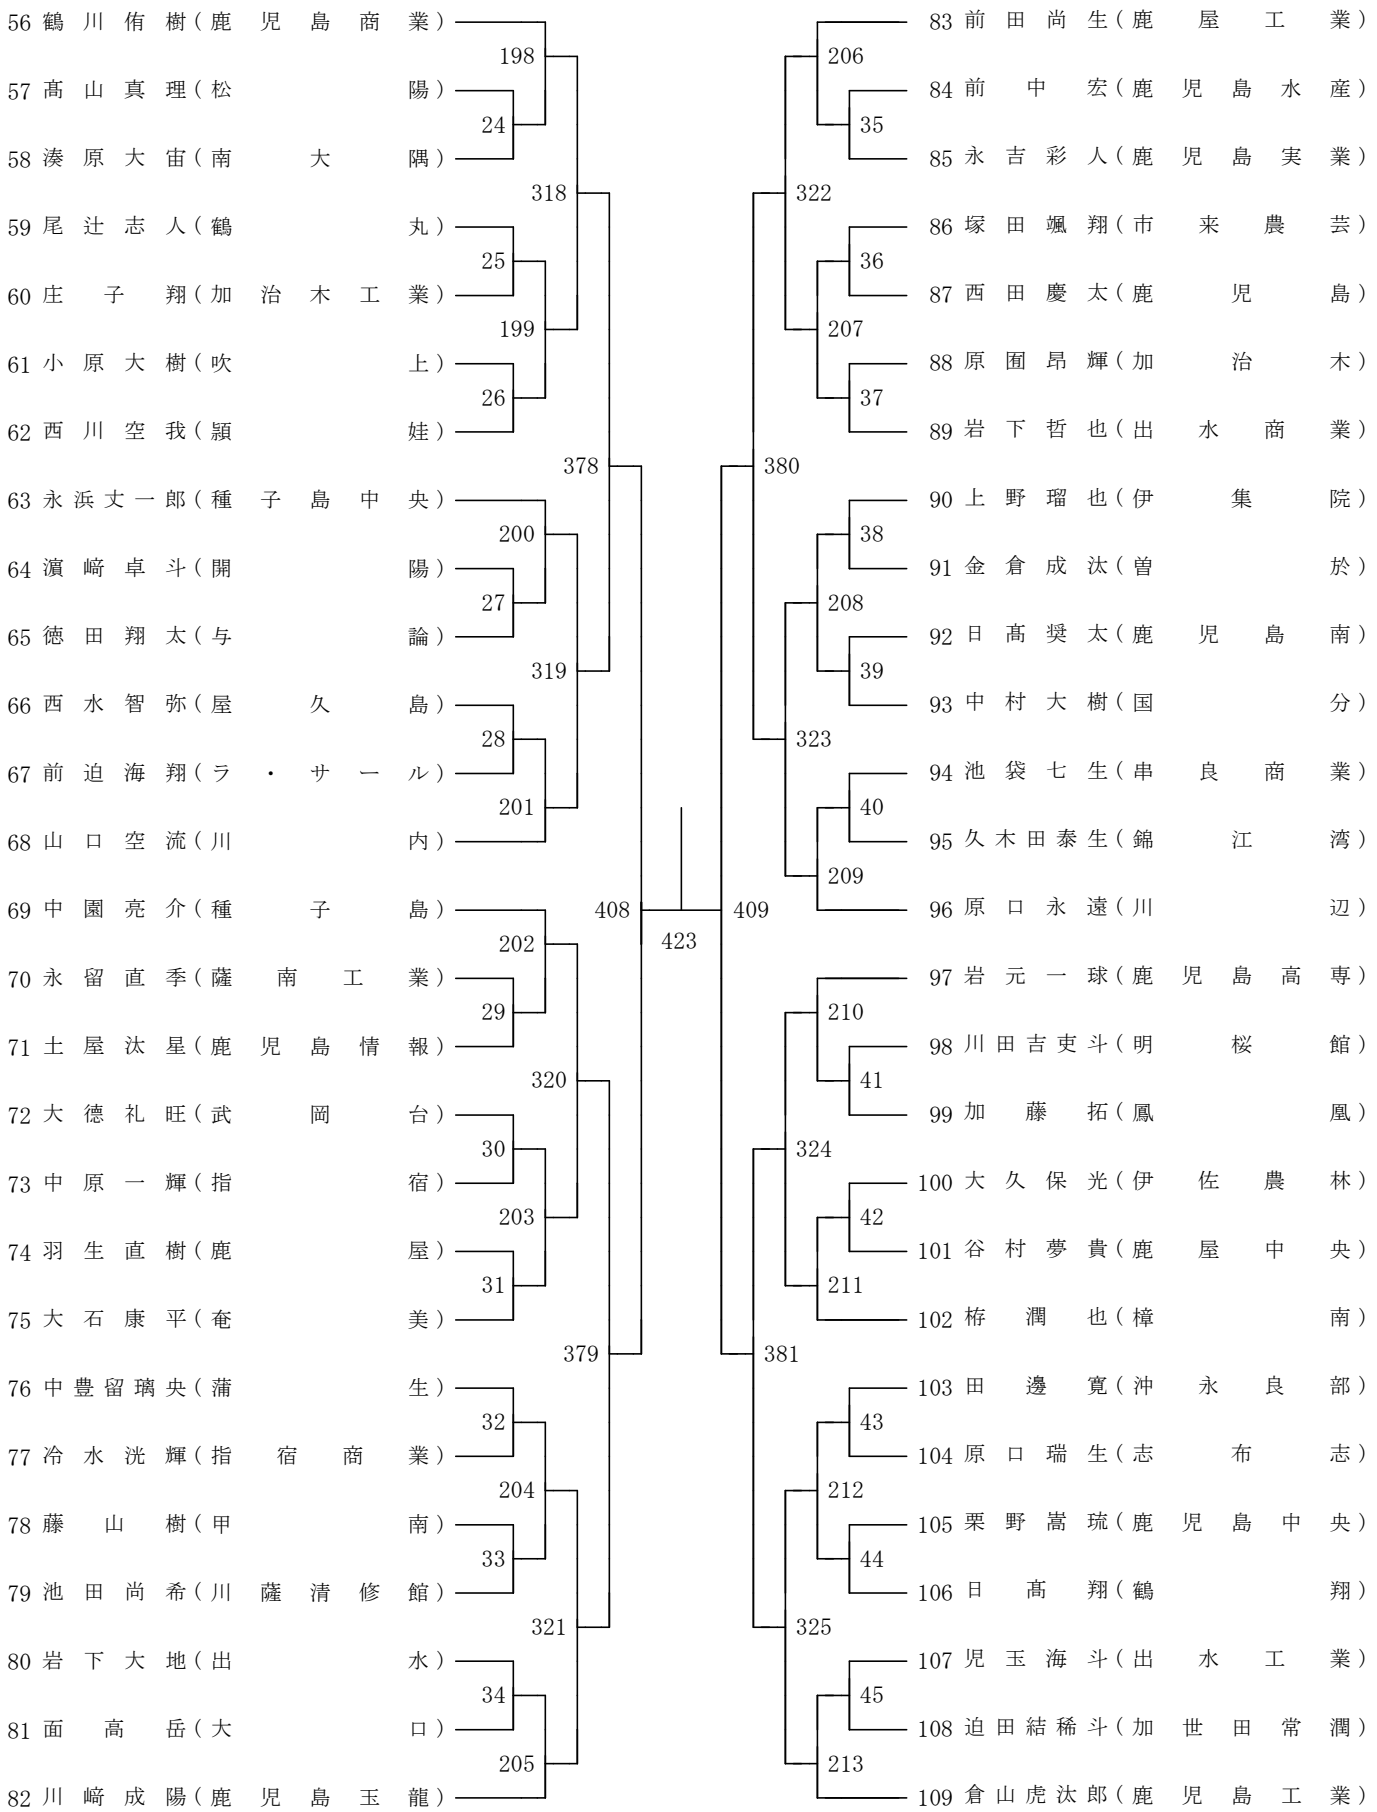 56 鶴川侑樹(鹿児島商業)
198
57 髙山真理(松陽)
24
58 湊原大宙(南大隅)
318
59 尾辻志人(鶴丸)
25
60 庄子翔(加治木工業)
199
61 小原大樹(吹上)
26
62 西川空我(頴娃)
378
63 永浜丈一郎(種子島中央)
200
64 濵﨑卓斗(開陽)
27
65 徳田翔太(与論)
319
66 西水智弥(屋久島)
28
67 前迫海翔(ラ・サール)
201
68 山口空流(川内)
69 中園亮介(種子島)
408
202
70 永留直季(薩南工業)
29
71 土屋汰星(鹿児島情報)
320
72 大德礼旺(武岡台)
30
73 中原一輝(指宿)
203
74 羽生直樹(鹿屋)
31
75 大石康平(奄美)
379
76 中豊留璃央(蒲生)
32
77 冷水洸輝(指宿商業)
204
78 藤山樹(甲南)
33
79 池田尚希(川薩清修館)
321
80 岩下大地(出水)
34
81 面高岳(大口)
205
82 川﨑成陽(鹿児島玉龍)
423
83 前田尚生(鹿屋工業)
206
84 前中宏(鹿児島水産)
35
85 永吉彩人(鹿児島実業)
322
86 塚田颯翔(市来農芸)
36
87 西田慶太(鹿児島)
207
88 原囿昂輝(加治木)
37
89 岩下哲也(出水商業)
380
90 上野瑠也(伊集院)
38
91 金倉成汰(曽於)
208
92 日髙奨太(鹿児島南)
39
93 中村大樹(国分)
323
94 池袋七生(串良商業)
40
95 久木田泰生(錦江湾)
209
96 原口永遠(川辺)
409
97 岩元一球(鹿児島高専)
210
98 川田吉吏斗(明桜館)
41
99 加藤拓(鳳凰)
324
100 大久保光(伊佐農林)
42
101 谷村夢貴(鹿屋中央)
211
102 栫潤也(樟南)
381
103 田邊寛(沖永良部)
43
104 原口瑞生(志布志)
212
105 栗野嵩琉(鹿児島中央)
44
106 日髙翔(鶴翔)
325
107 児玉海斗(出水工業)
45
108 迫田結稀斗(加世田常潤)
213
109 倉山虎汰郎(鹿児島工業)